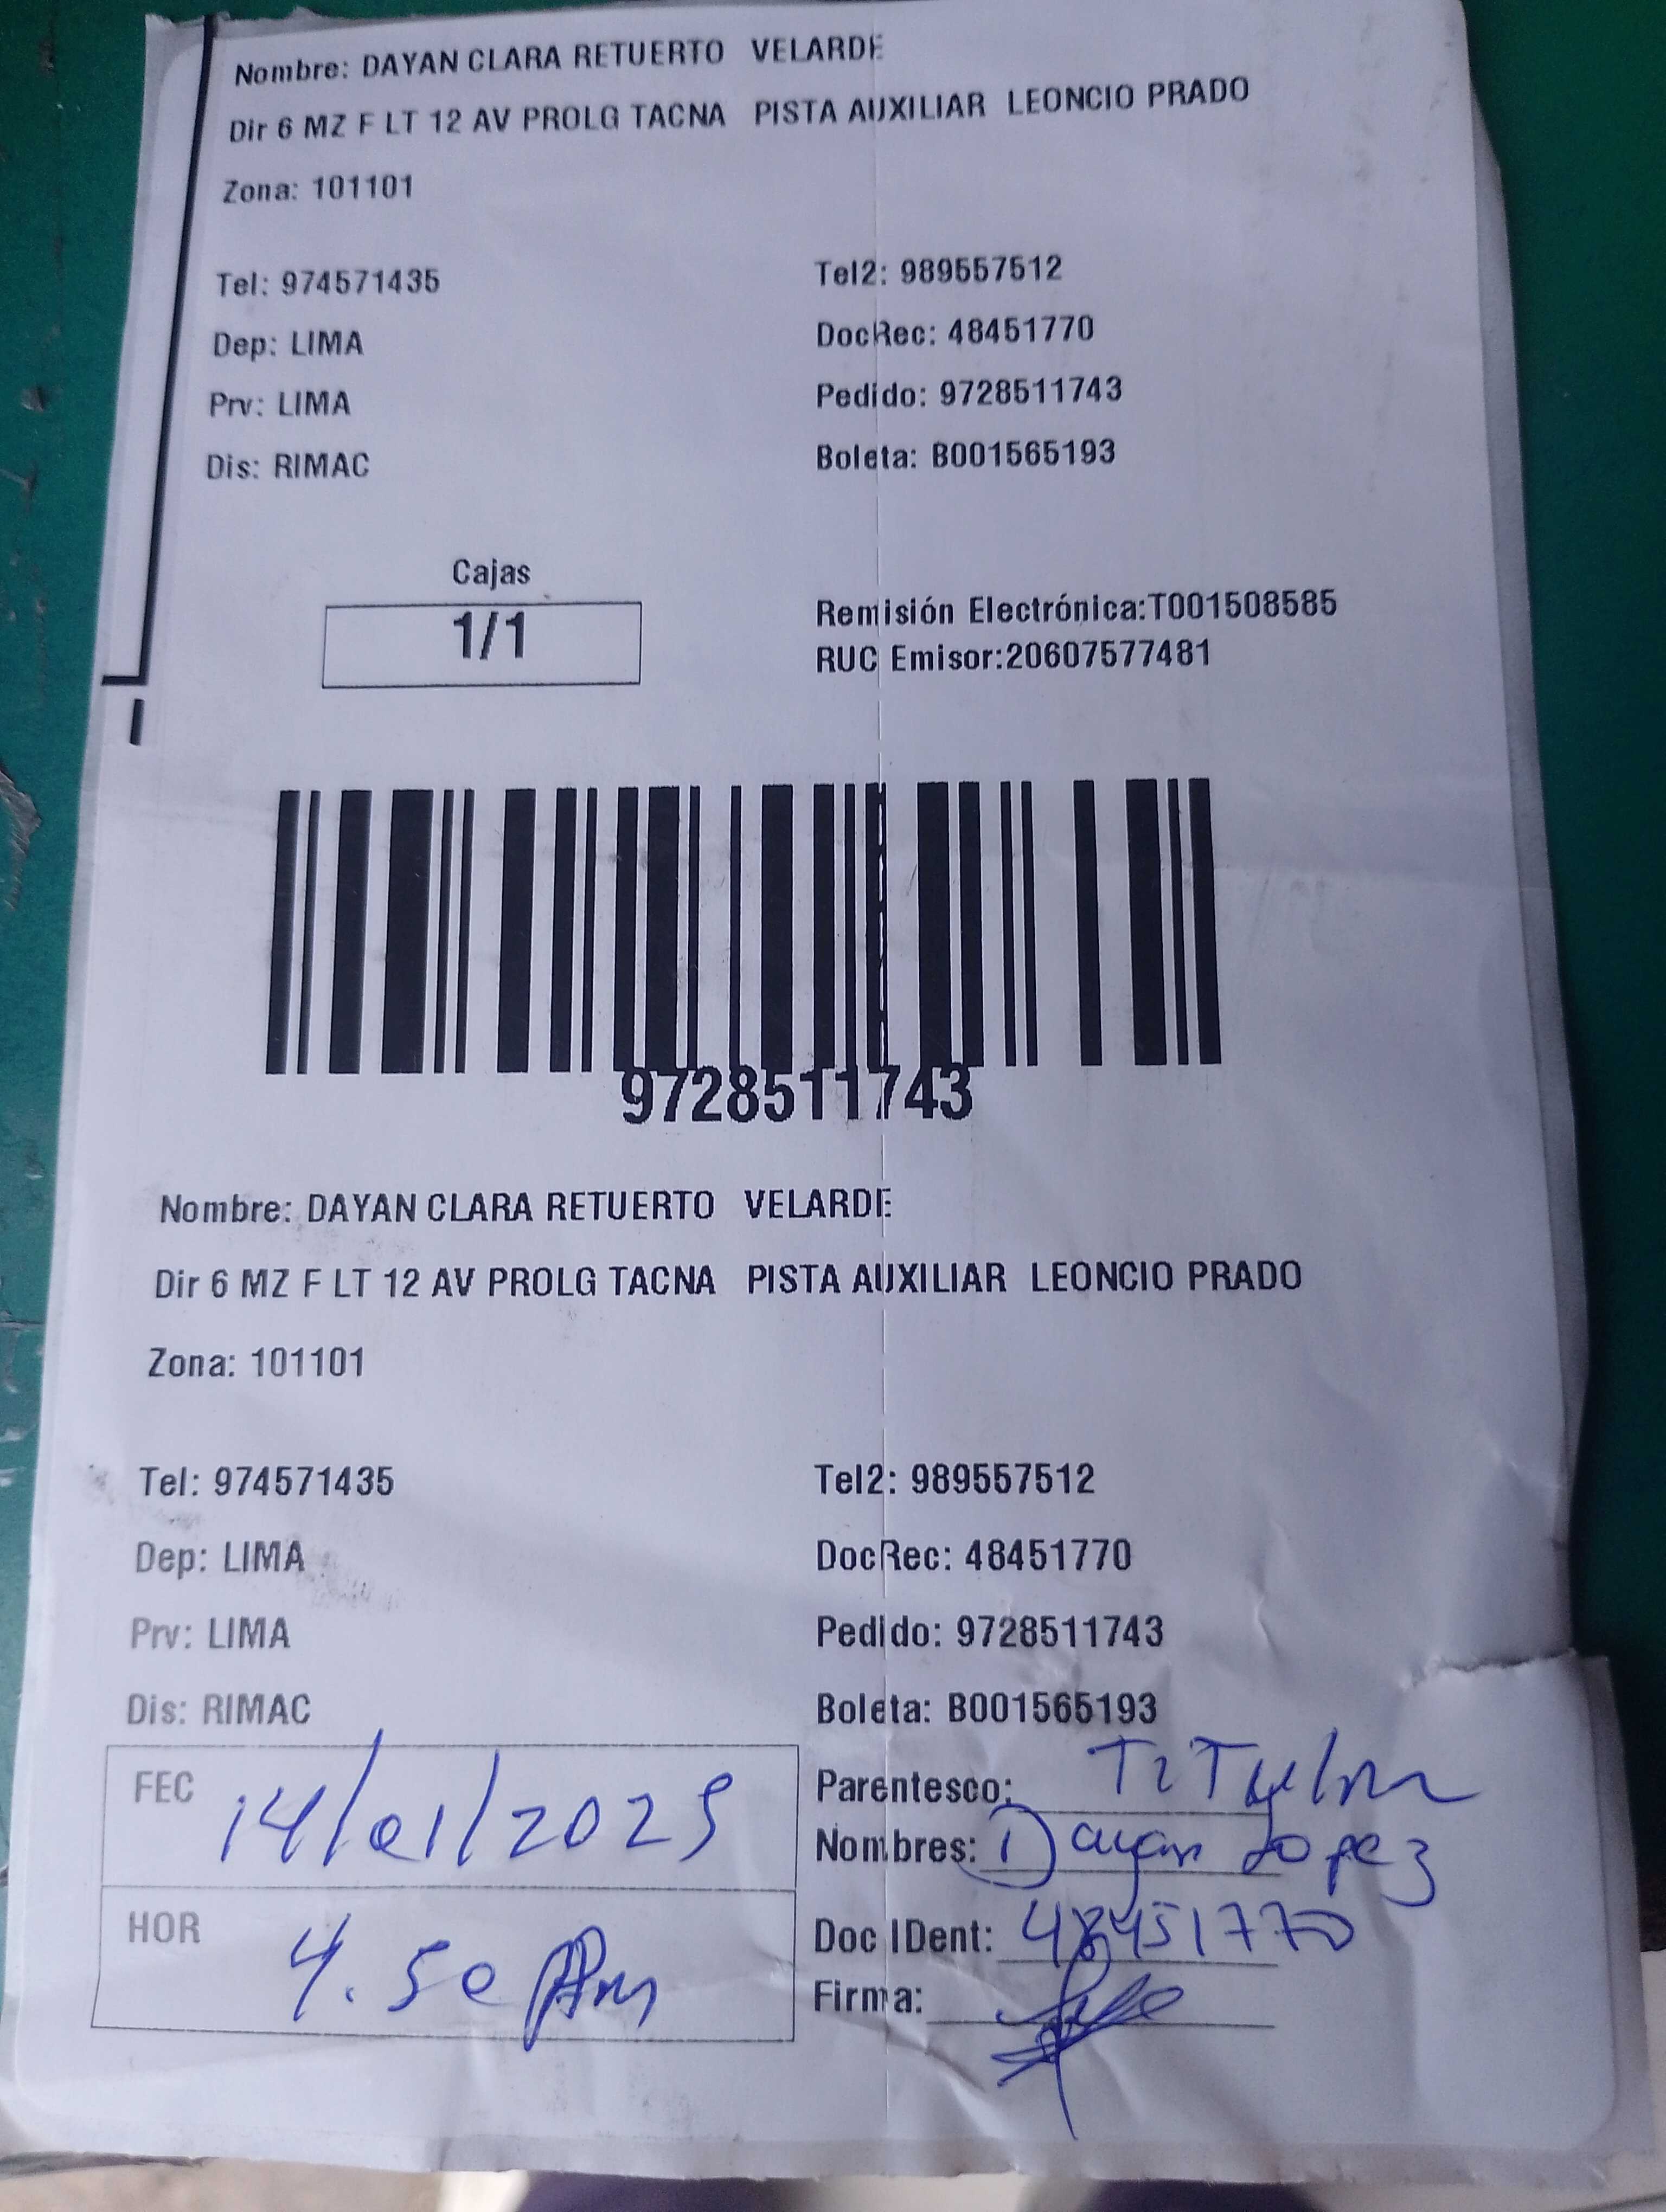 Nombre: DAYAN CLARA RETUERTO VELARDE
Dir 6 MZ F LT 12 AV PROLG TACNA PISTA AUXILIAR LEONCIO PRADO
Zona: 101101
Tel: 974571435
Tel2: 989557512
Dep: LIMA
DocRec: 48451770
Prv: LIMA
Pedido: 9728511743
Dis: RIMAC
Boleta: B001565193
Cajas
1/1
Remisión Electrónica:T001508585
RUC Emisor:20607577481
9728511743
Nombre: DAYAN CLARA RETUERTO VELARDE
Dir 6 MZ F LT 12 AV PROLG TACNA PISTA AUXILIAR LEONCIO PRADO
Zona: 101101
Tel: 974571435
Tel2: 989557512
Dep: LIMA
DocRec: 48451770
Prv: LIMA
Pedido: 9728511743
Dis: RIMAC
Boleta: B001565193
FEC 14/01/2025
Parentesco:
Nombres: Dayan Lopez
HOR 4.50 pm
Doc IDent: 48451770
Firma: